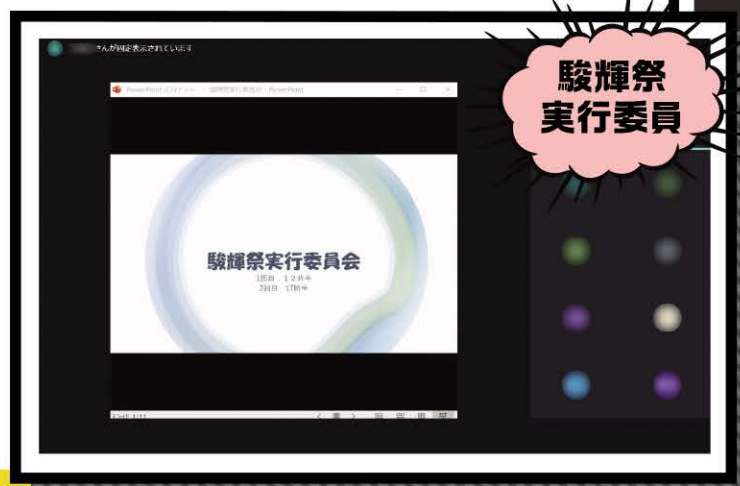 さんが固定表示されています
駿輝祭
実行委員
駿輝祭実行委員会
1回目 12時半
2回目 17時半